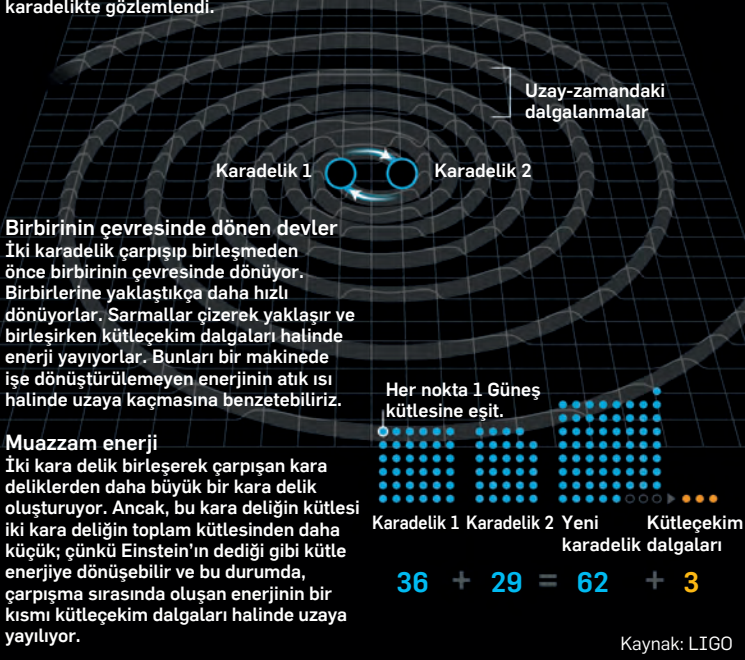 karadelikte gözlemlendi.
Uzay-zamandaki
dalgalanmalar
Karadelik 1
Karadelik 2
Birbirinin çevresinde dönen devler
İki karadelik çarpışıp birleşmeden
önce birbirinin çevresinde dönüyor.
Birbirlerine yaklaştıkça daha hızlı
dönüyorlar. Sarmallar çizerek yaklaşır ve
birleşirken kütleçekim dalgaları halinde
enerji yayıyorlar. Bunları bir makinede
işe dönüştürülemeyen enerjinin atık ısı
halinde uzaya kaçmasına benzetebiliriz.
Muazzam enerji
İki kara delik birleşerek çarpışan kara
deliklerden daha büyük bir kara delik
oluşturuyor. Ancak, bu kara deliğin kütlesi
iki kara deliğin toplam kütlesinden daha
küçük; çünkü Einstein’ın dediği gibi kütle
enerjiye dönüşebilir ve bu durumda,
çarpışma sırasında oluşan enerjinin bir
kısmı kütleçekim dalgaları halinde uzaya
yayılıyor.
Her nokta 1 Güneş
kütlesine eşit.
Karadelik 1
Karadelik 2
Yeni
karadelik
Kütleçekim
dalgaları
36 + 29 = 62 + 3
Kaynak: LIGO